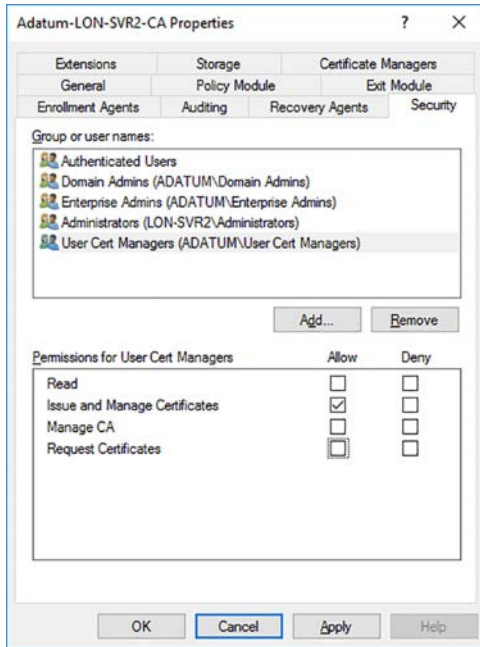 Adatum-LON-SVR2-CA Properties ? ×
Extensions Storage Certificate Managers
General Policy Module Exit Module
Enrollment Agents Auditing Recovery Agents Security
Group or user names:
Authenticated Users
Domain Admins (ADATUM\Domain Admins)
Enterprise Admins (ADATUM\Enterprise Admins)
Administrators (LON-SVR2\Administrators)
User Cert Managers (ADATUM\User Cert Managers)
Add... Remove
Permissions for User Cert Managers Allow Deny
Read
Issue and Manage Certificates
Manage CA
Request Certificates
OK Cancel Apply Help